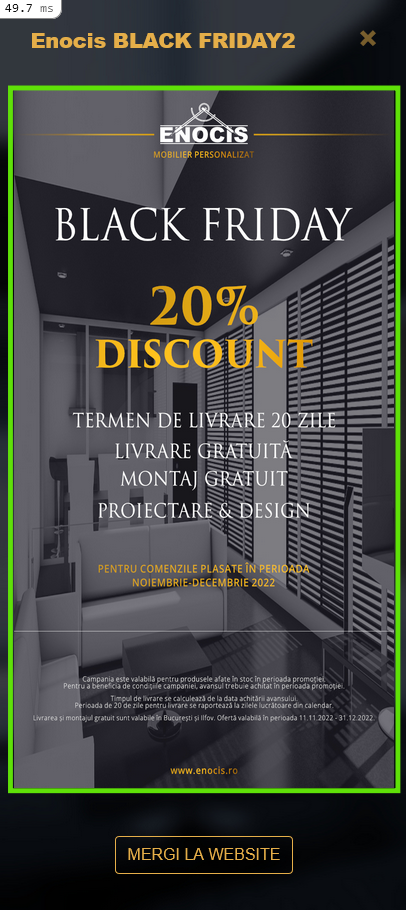 49.7 ms
Enocis BLACK FRIDAY2
×
ENOCIS
MOBILIER PERSONALIZAT
BLACK FRIDAY
20%
DISCOUNT
TERMEN DE LIVRARE 20 ZILE
LIVRARE GRATUITĂ
MONTAJ GRATUIT
PROIECTARE & DESIGN
PENTRU COMENZILE PLASATE ÎN PERIOADA
NOIEMBRIE-DECEMBRIE 2022
Campania este valabilă pentru produsele afate în stoc în perioada promoției.
Pentru a beneficia de condițiile campaniei, avansul trebuie achitat în perioada promoției.
Timpul de livrare se calculează de la data achitării avansului.
Perioada de 20 de zile pentru livrare se raportează la zilele lucrătoare din calendar.
Livrarea și montajul gratuit sunt valabile în București și Ilfov. Ofertă valabilă în perioada 11.11.2022 - 31.12.2022.
www.enocis.ro
MERGI LA WEBSITE